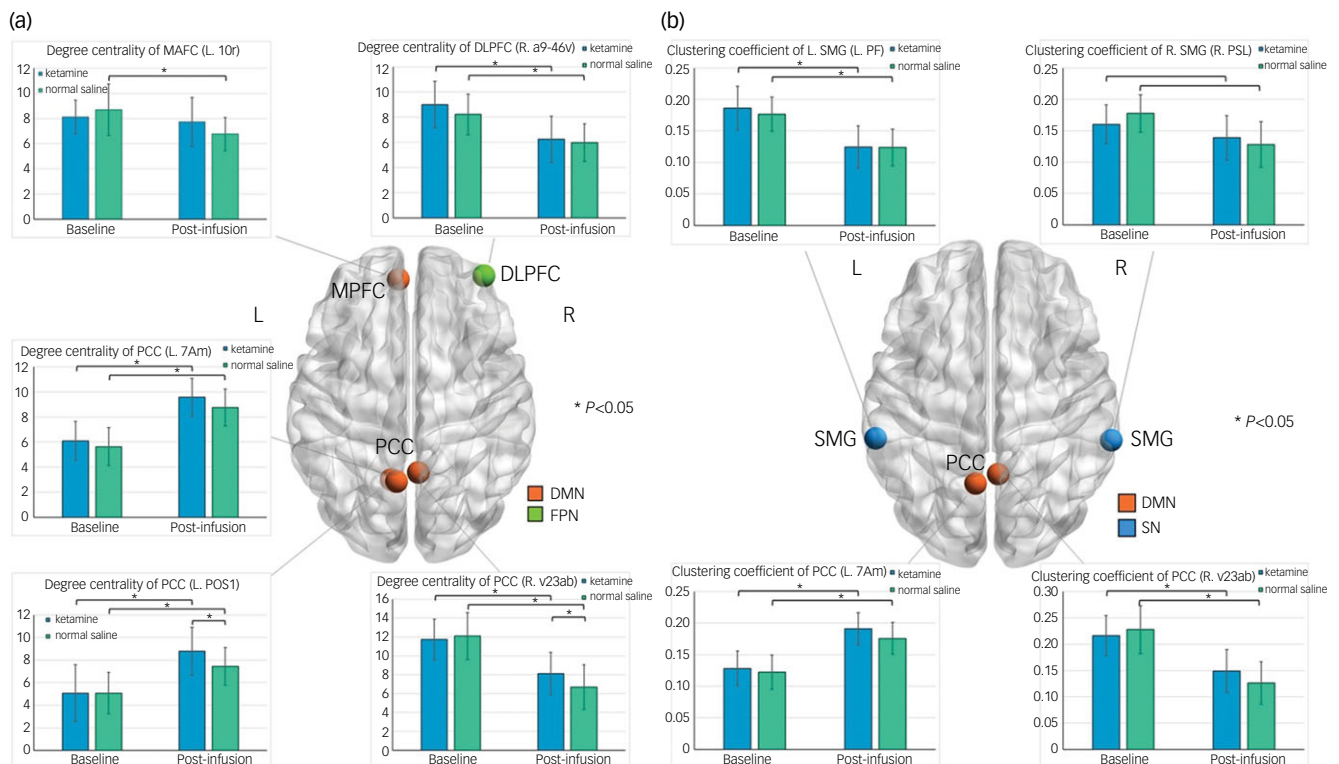 (a)
Degree centrality of MAFC (L. 10r)
ketamine
normal saline
*
12
10
8
6
4
2
0
Baseline
Post-infusion
Degree centrality of DLPFC (R. a9-46v)
ketamine
normal saline
*
*
12
10
8
6
4
2
0
Baseline
Post-infusion
MPFC
DLPFC
L
R
Degree centrality of PCC (L. 7Am)
ketamine
normal saline
*
*
12
10
8
6
4
2
0
Baseline
Post-infusion
* P<0.05
PCC
DMN
FPN
Degree centrality of PCC (L. POS1)
*
*
*
ketamine
normal saline
12
10
8
6
4
2
0
Baseline
Post-infusion
Degree centrality of PCC (R. v23ab)
ketamine
normal saline
*
*
*
16
14
12
10
8
6
4
2
0
Baseline
Post-infusion
(b)
Clustering coefficient of L. SMG (L. PF)
ketamine
normal saline
*
*
0.25
0.20
0.15
0.10
0.05
0
Baseline
Post-infusion
Clustering coefficient of R. SMG (R. PSL)
ketamine
normal saline
0.25
0.20
0.15
0.10
0.05
0
Baseline
Post-infusion
L
R
SMG
SMG
* P<0.05
PCC
DMN
SN
Clustering coefficient of PCC (L. 7Am)
ketamine
normal saline
*
*
0.25
0.20
0.15
0.10
0.05
0
Baseline
Post-infusion
Clustering coefficient of PCC (R. v23ab)
ketamine
normal saline
*
*
0.30
0.25
0.20
0.15
0.10
0.05
0
Baseline
Post-infusion